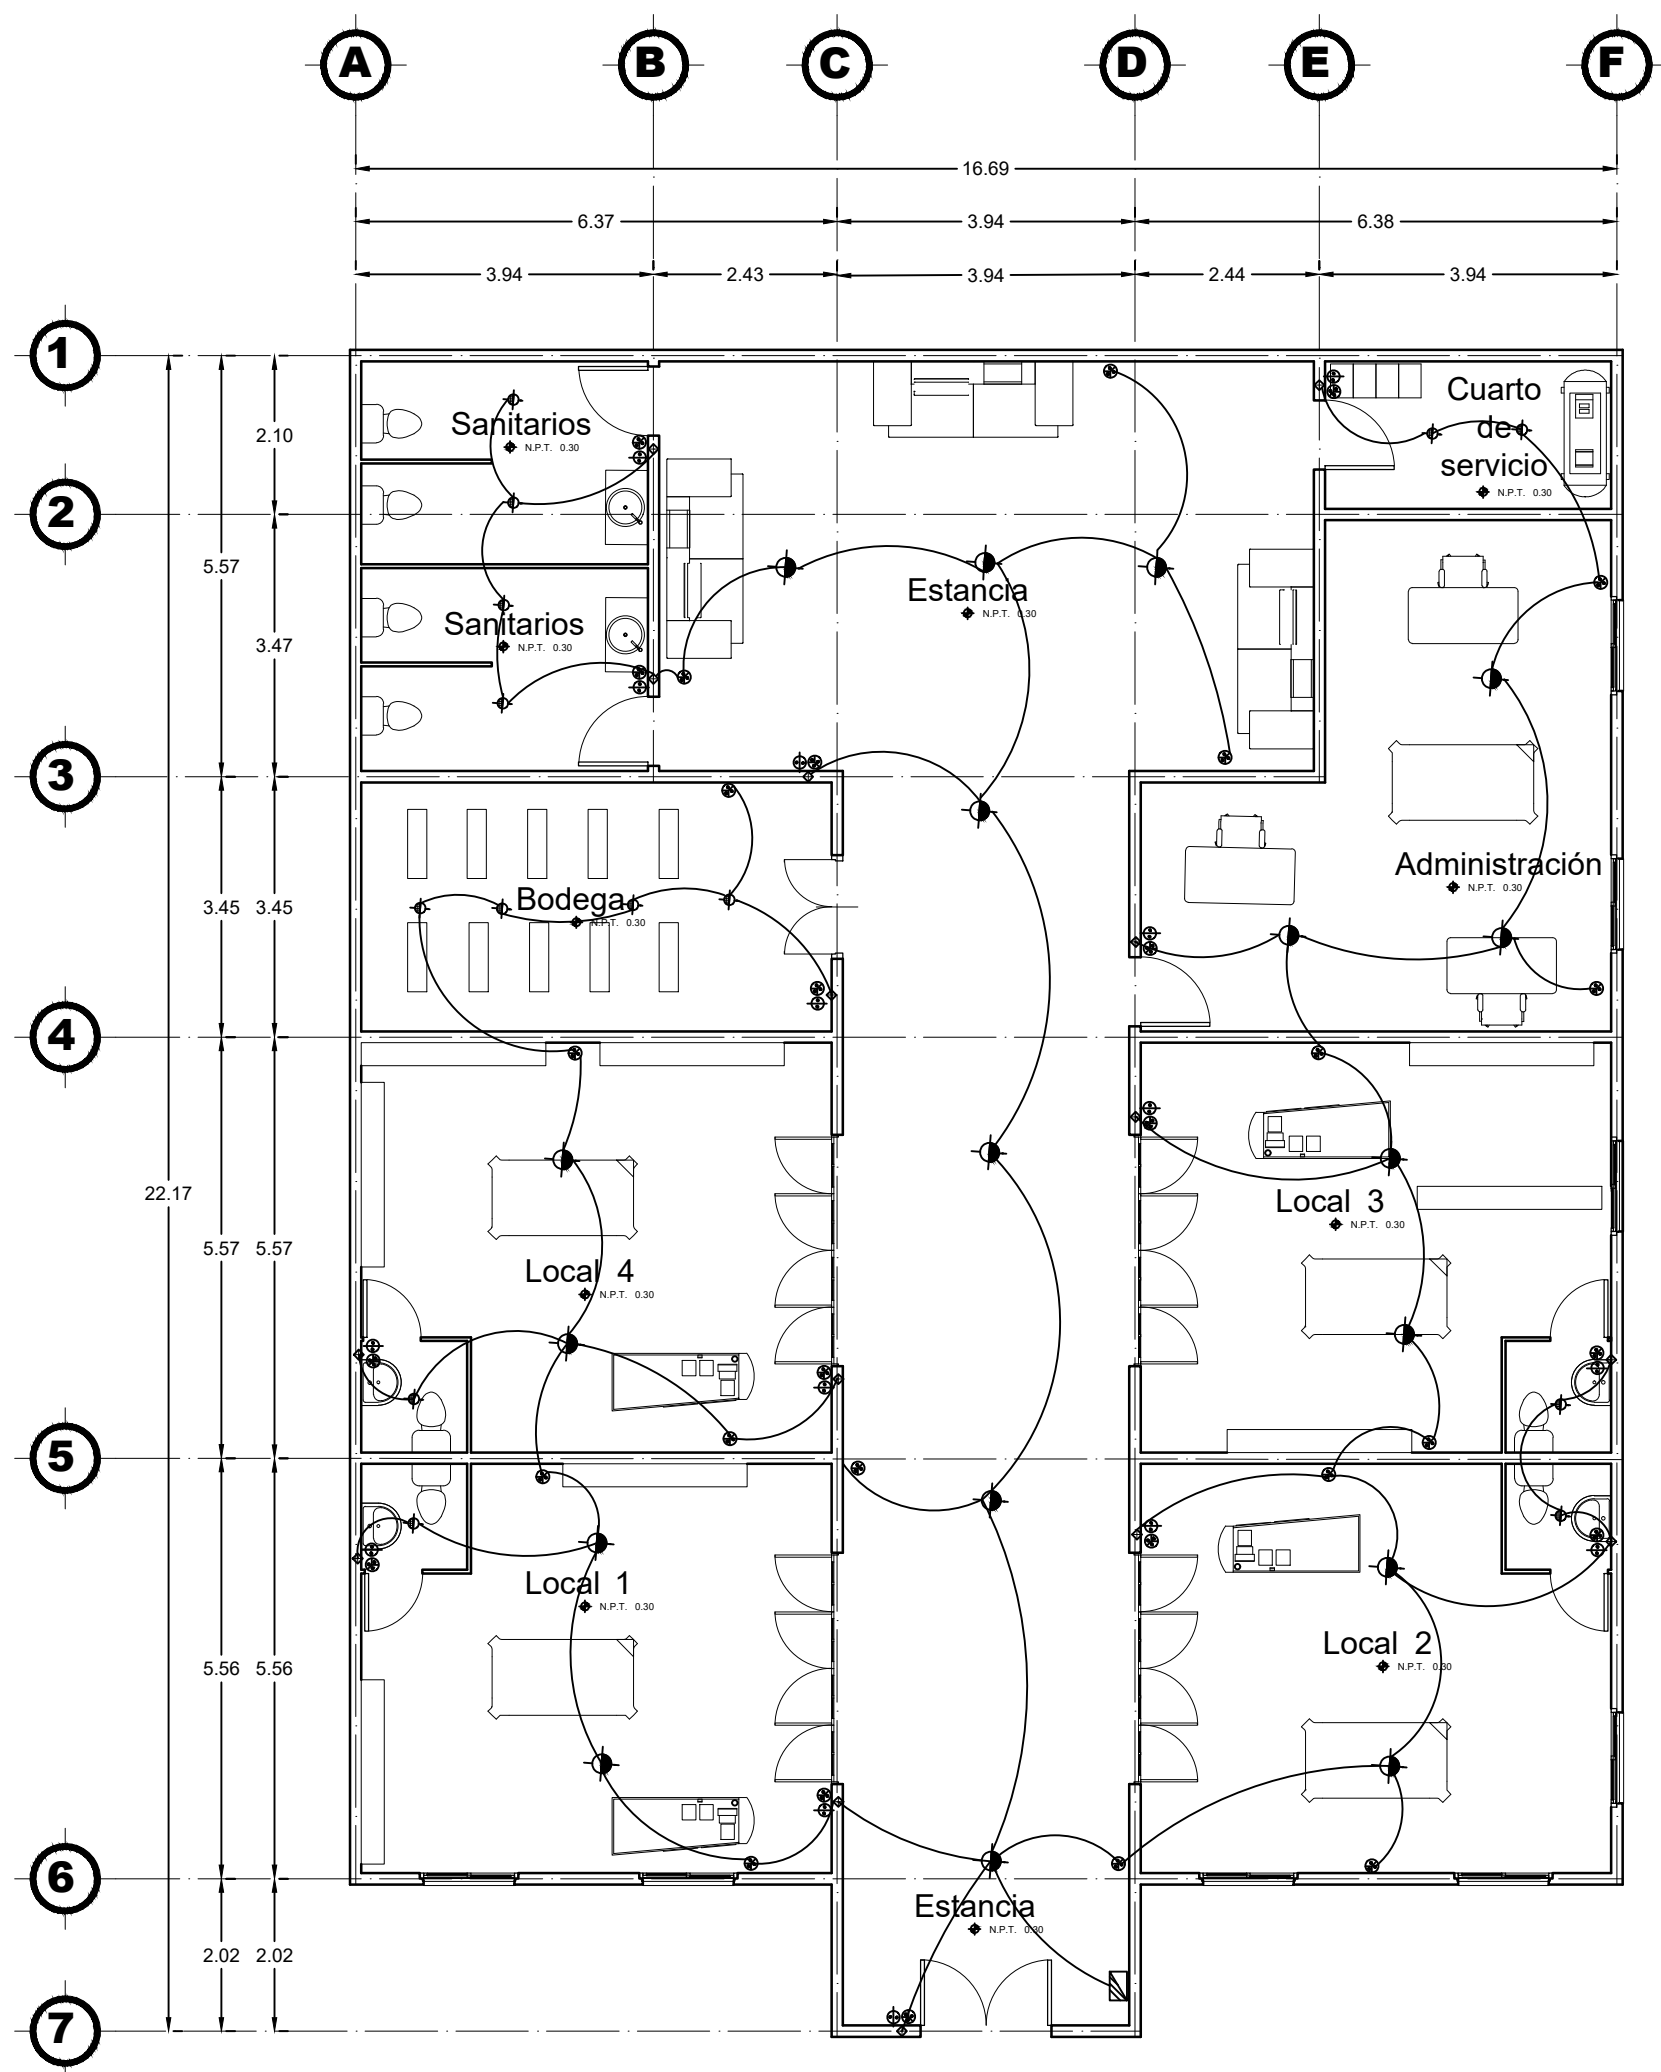 A B C D E F
16.69
6.37 3.94 6.38
3.94 2.43 3.94 2.44 3.94
1
Cuarto
de
servicio
N.P.T. 0.30
Sanitarios
N.P.T. 0.30
2.10
2
5.57
Estancia
N.P.T. 0.30
Sanitarios
N.P.T. 0.30
3.47
3
Administración
N.P.T. 0.30
Bodega
N.P.T. 0.30
3.45 3.45
4
22.17
Local 3
N.P.T. 0.30
5.57 5.57
Local 4
N.P.T. 0.30
5
Local 1
N.P.T. 0.30
Local 2
N.P.T. 0.30
5.56 5.56
6
Estancia
N.P.T. 0.30
2.02 2.02
7